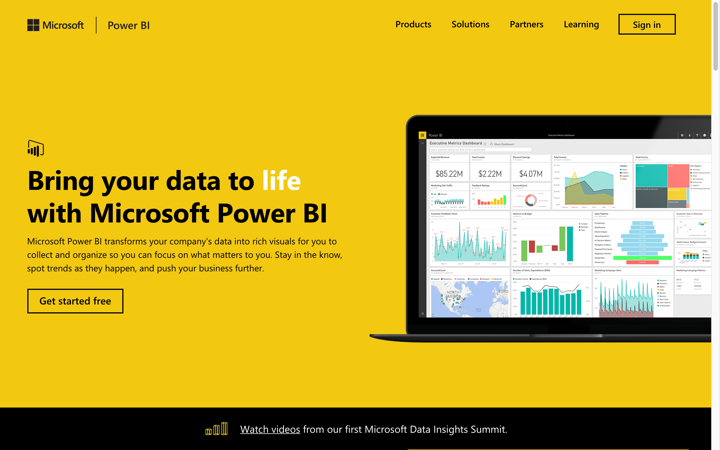 Microsoft
Power BI
Products
Solutions
Partners
Learning
Sign in
Power BI
Executive Metrics Dashboard
$85.22M
$2.22M
$4.07M
Bring your data to life
with Microsoft Power BI
Microsoft Power BI transforms your company's data into rich visuals for you to
collect and organize so you can focus on what matters to you. Stay in the know,
spot trends as they happen, and push your business further.
Get started free
Watch videos from our first Microsoft Data Insights Summit.